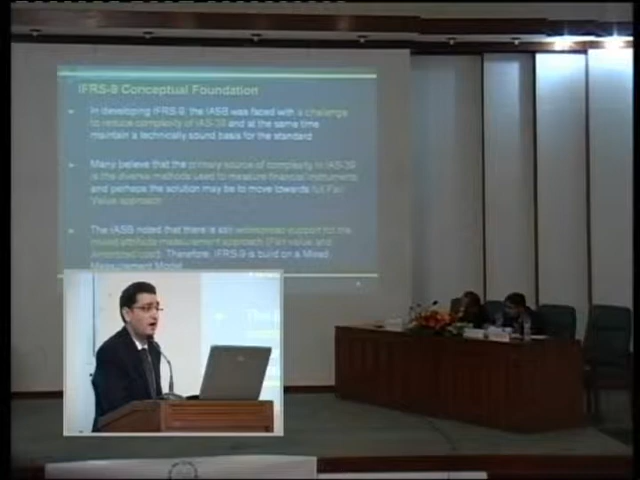 IFRS-9 Conceptual Foundation
In developing IFRS-9, the IASB was faced with a challenge
to reduce complexity of IAS-39 and at the same time
maintain a technically sound basis for the standard
Many believe that the primary source of complexity in IAS-39
is the diverse methods used to measure financial instruments
and perhaps the solution may be to move towards full Fair
Value approach
The IASB noted that there is still widespread support for the
mixed attribute measurement approach (Fair value and
Amortized cost). Therefore, IFRS-9 is build on a Mixed
Measurement Model